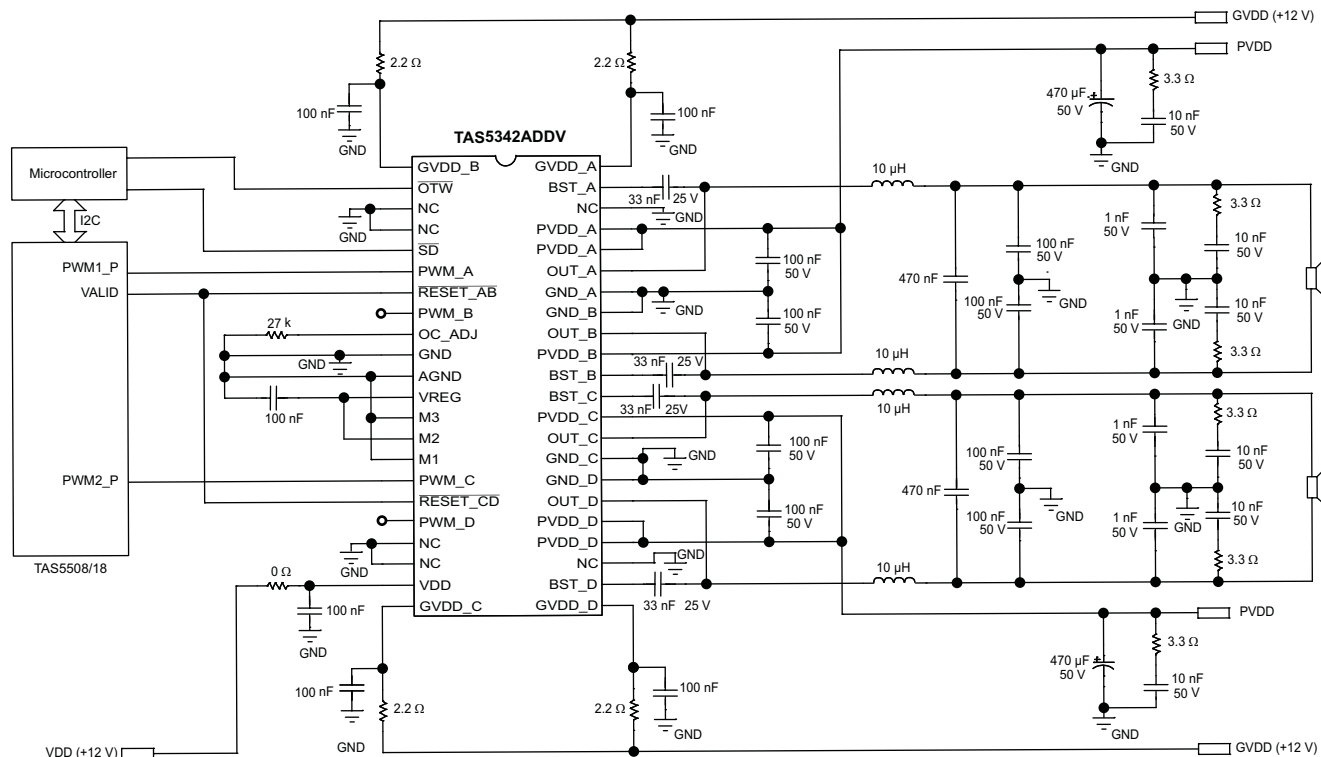 GVDD (+12 V)
PVDD
2.2 Ω
2.2 Ω
3.3 Ω
470 µF
50 V
10 nF
50 V
100 nF
100 nF
GND
GND
GND
TAS5342ADDV
Microcontroller
I2C
PWM1_P
VALID
PWM2_P
TAS5508/18
GVDD_B
OTW
NC
NC
SD
PWM_A
RESET_AB
PWM_B
OC_ADJ
GND
AGND
VREG
M3
M2
M1
PWM_C
RESET_CD
PWM_D
NC
NC
VDD
GVDD_C
GVDD_A
BST_A
NC
PVDD_A
PVDD_A
OUT_A
GND_A
GND_B
OUT_B
PVDD_B
BST_B
BST_C
PVDD_C
OUT_C
GND_C
GND_D
OUT_D
PVDD_D
PVDD_D
NC
BST_D
GVDD_D
GND
27 k
GND
100 nF
GND
0 Ω
100 nF
GND
33 nF 25 V
GND
100 nF
50 V
GND
100 nF
50 V
33 nF 25 V
33 nF 25V
100 nF
50 V
GND
100 nF
50 V
GND
33 nF 25 V
10 µH
470 nF
100 nF
50 V
GND
100 nF
50 V
1 nF
50 V
GND
1 nF
50 V
3.3 Ω
10 nF
50 V
10 nF
50 V
3.3 Ω
10 µH
10 µH
470 nF
100 nF
50 V
GND
100 nF
50 V
1 nF
50 V
GND
1 nF
50 V
3.3 Ω
10 nF
50 V
10 nF
50 V
3.3 Ω
10 µH
PVDD
470 µF
50 V
3.3 Ω
10 nF
50 V
GND
100 nF
2.2 Ω
GND
2.2 Ω
100 nF
GND
VDD (+12 V)
GVDD (+12 V)